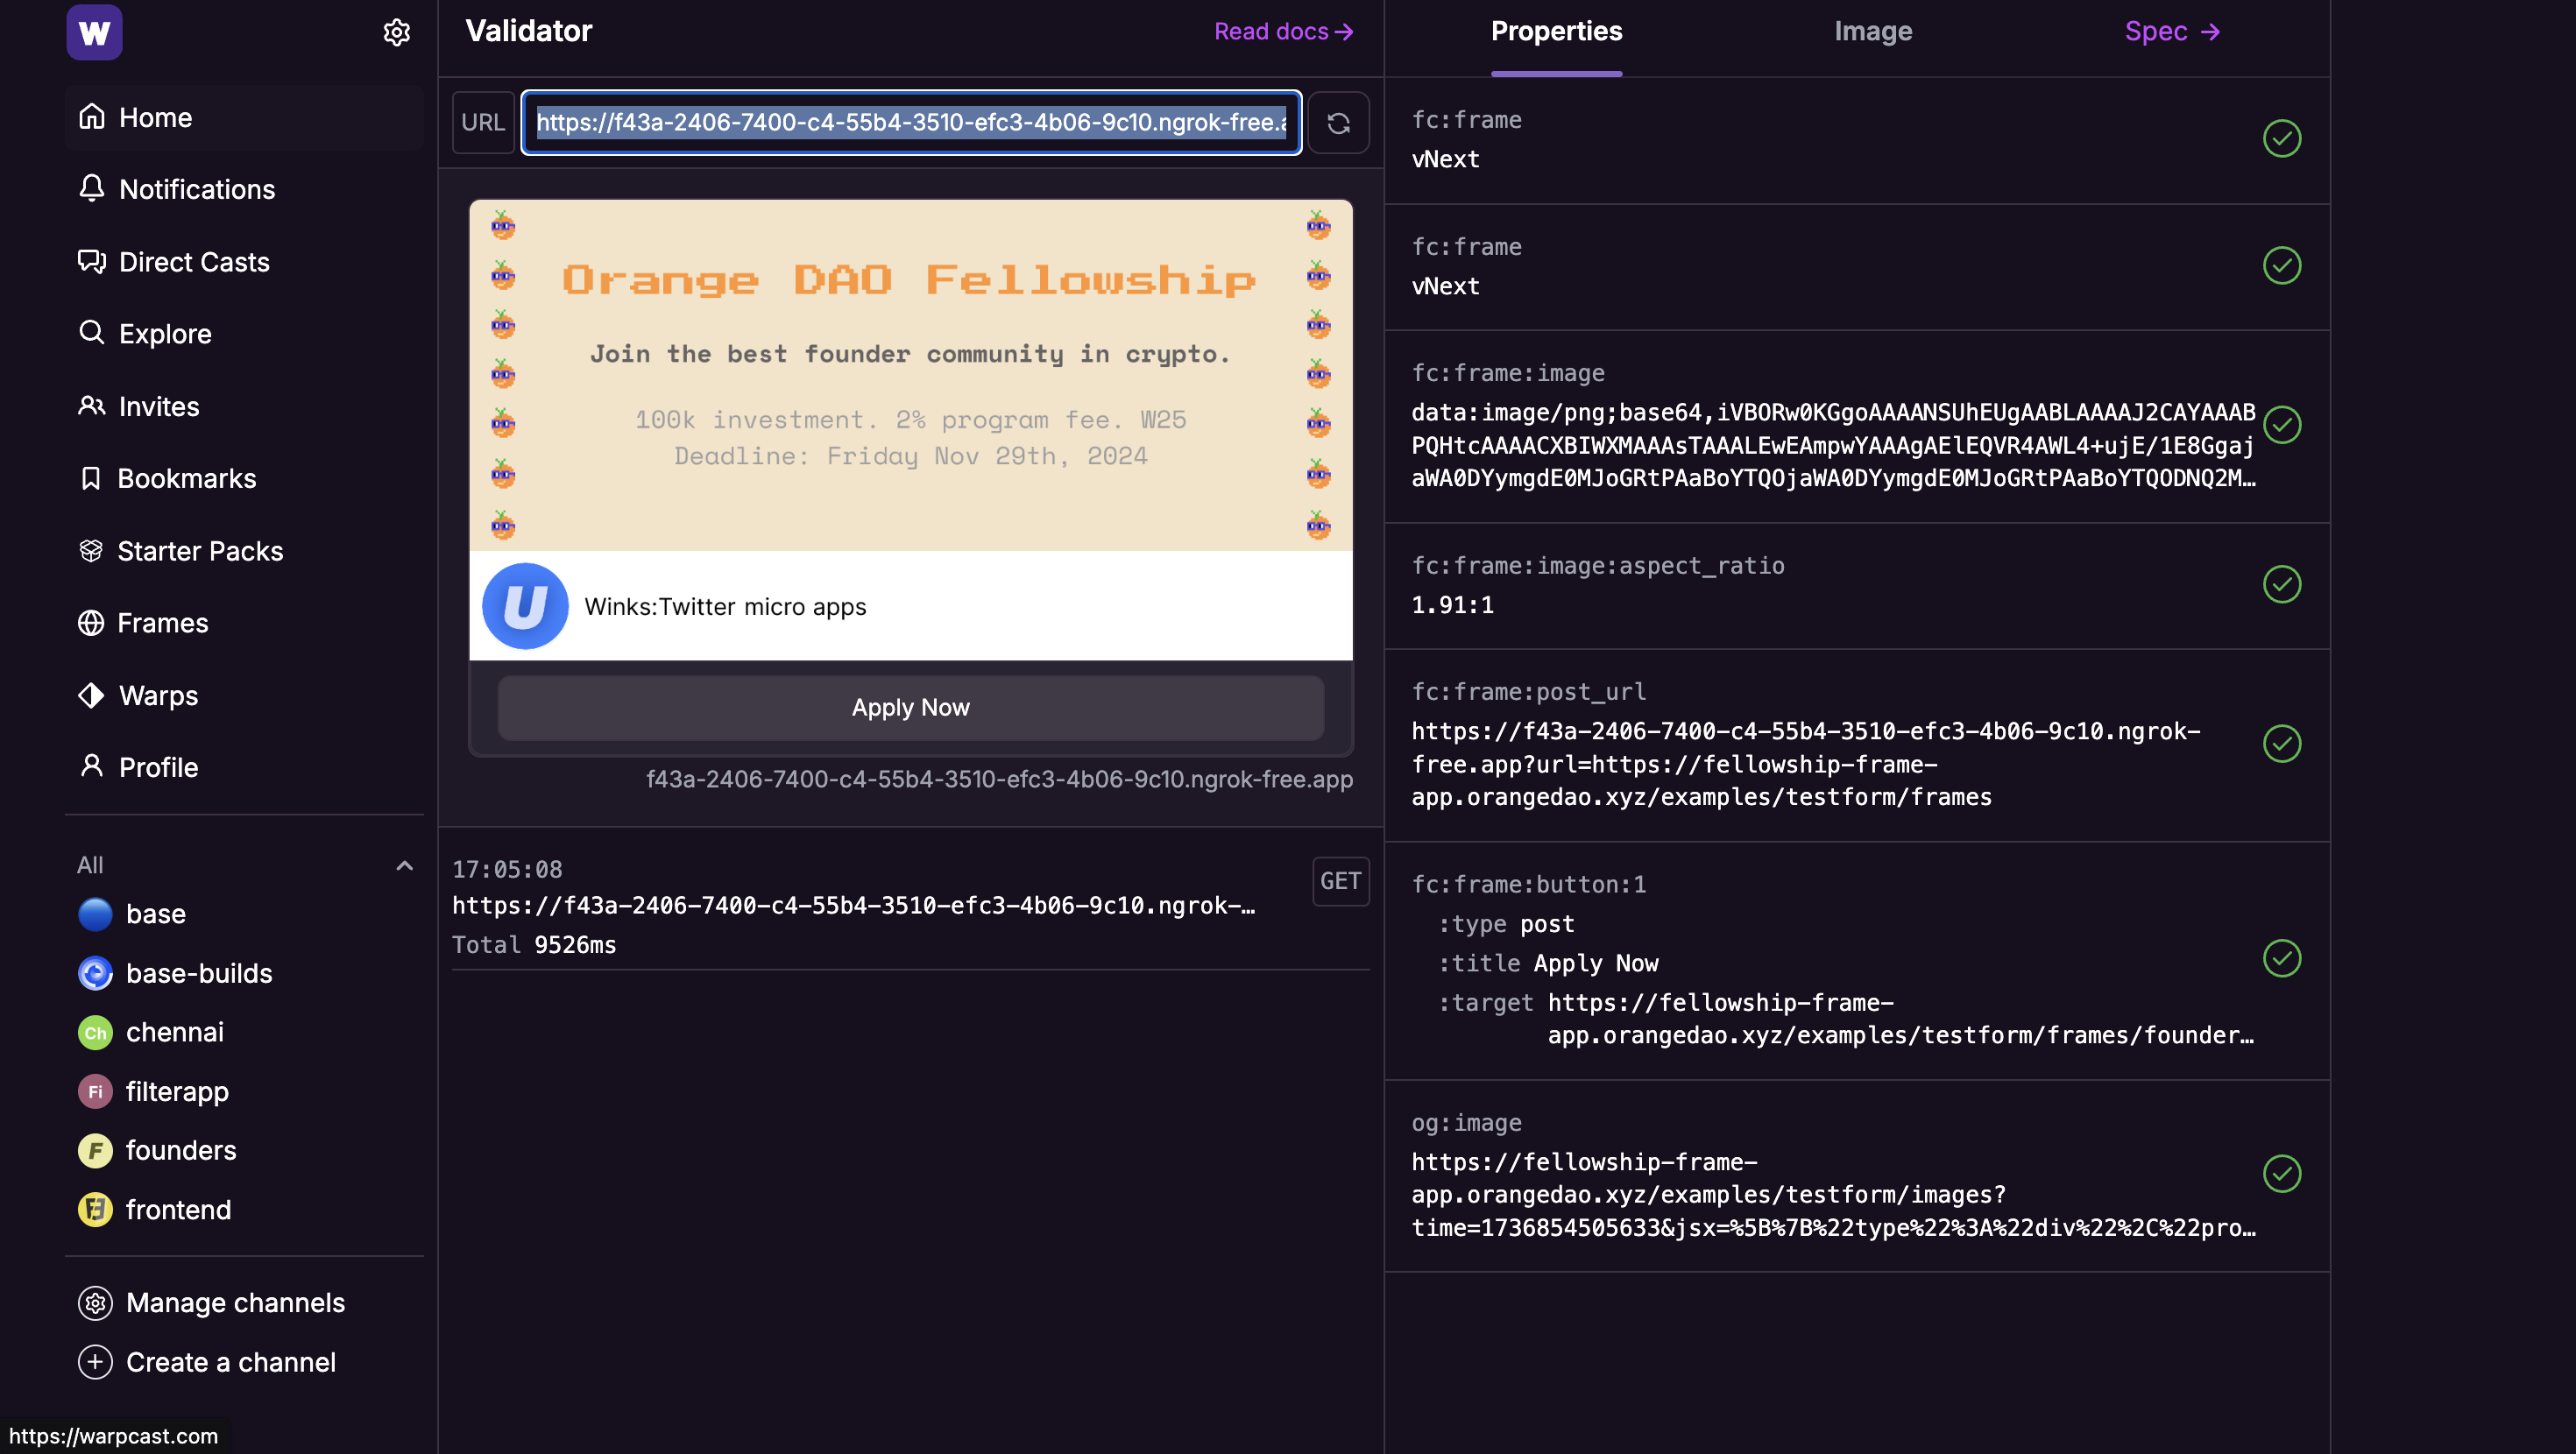 W
Home
Notifications
Direct Casts
Explore
Invites
Bookmarks
Starter Packs
Frames
Warps
Profile
All
base
base-builds
Ch chennai
Fi filterapp
F founders
frontend
Manage channels
Create a channel
https://warpcast.com
Validator
Read docs →
URL
https://f43a-2406-7400-c4-55b4-3510-efc3-4b06-9c10.ngrok-free.a
Orange DAO Fellowship
Join the best founder community in crypto.
100k investment. 2% program fee. W25
Deadline: Friday Nov 29th, 2024
U
Winks:Twitter micro apps
Apply Now
f43a-2406-7400-c4-55b4-3510-efc3-4b06-9c10.ngrok-free.app
17:05:08
GET
https://f43a-2406-7400-c4-55b4-3510-efc3-4b06-9c10.ngrok-…
Total 9526ms
Properties
Image
Spec →
fc:frame
vNext
fc:frame
vNext
fc:frame:image
data:image/png;base64,iVBORw0KGgoAAAANSUhEUgAABLAAAAJ2CAYAAAB
PQHtcAAAACXBIWXMAAAsTAAALEwEAmpwYAAAgAElEQVR4AWL4+ujE/1E8Ggaj
aWA0DYymgdE0MJoGRtPAaBoYTQOjaWA0DYymgdE0MJoGRtPAaBoYTQODNQ2M…
fc:frame:image:aspect_ratio
1.91:1
fc:frame:post_url
https://f43a-2406-7400-c4-55b4-3510-efc3-4b06-9c10.ngrok-
free.app?url=https://fellowship-frame-
app.orangedao.xyz/examples/testform/frames
fc:frame:button:1
:type post
:title Apply Now
:target https://fellowship-frame-
app.orangedao.xyz/examples/testform/frames/founder…
og:image
https://fellowship-frame-
app.orangedao.xyz/examples/testform/images?
time=1736854505633&jsx=%5B%7B%22type%22%3A%22div%22%2C%22pro…